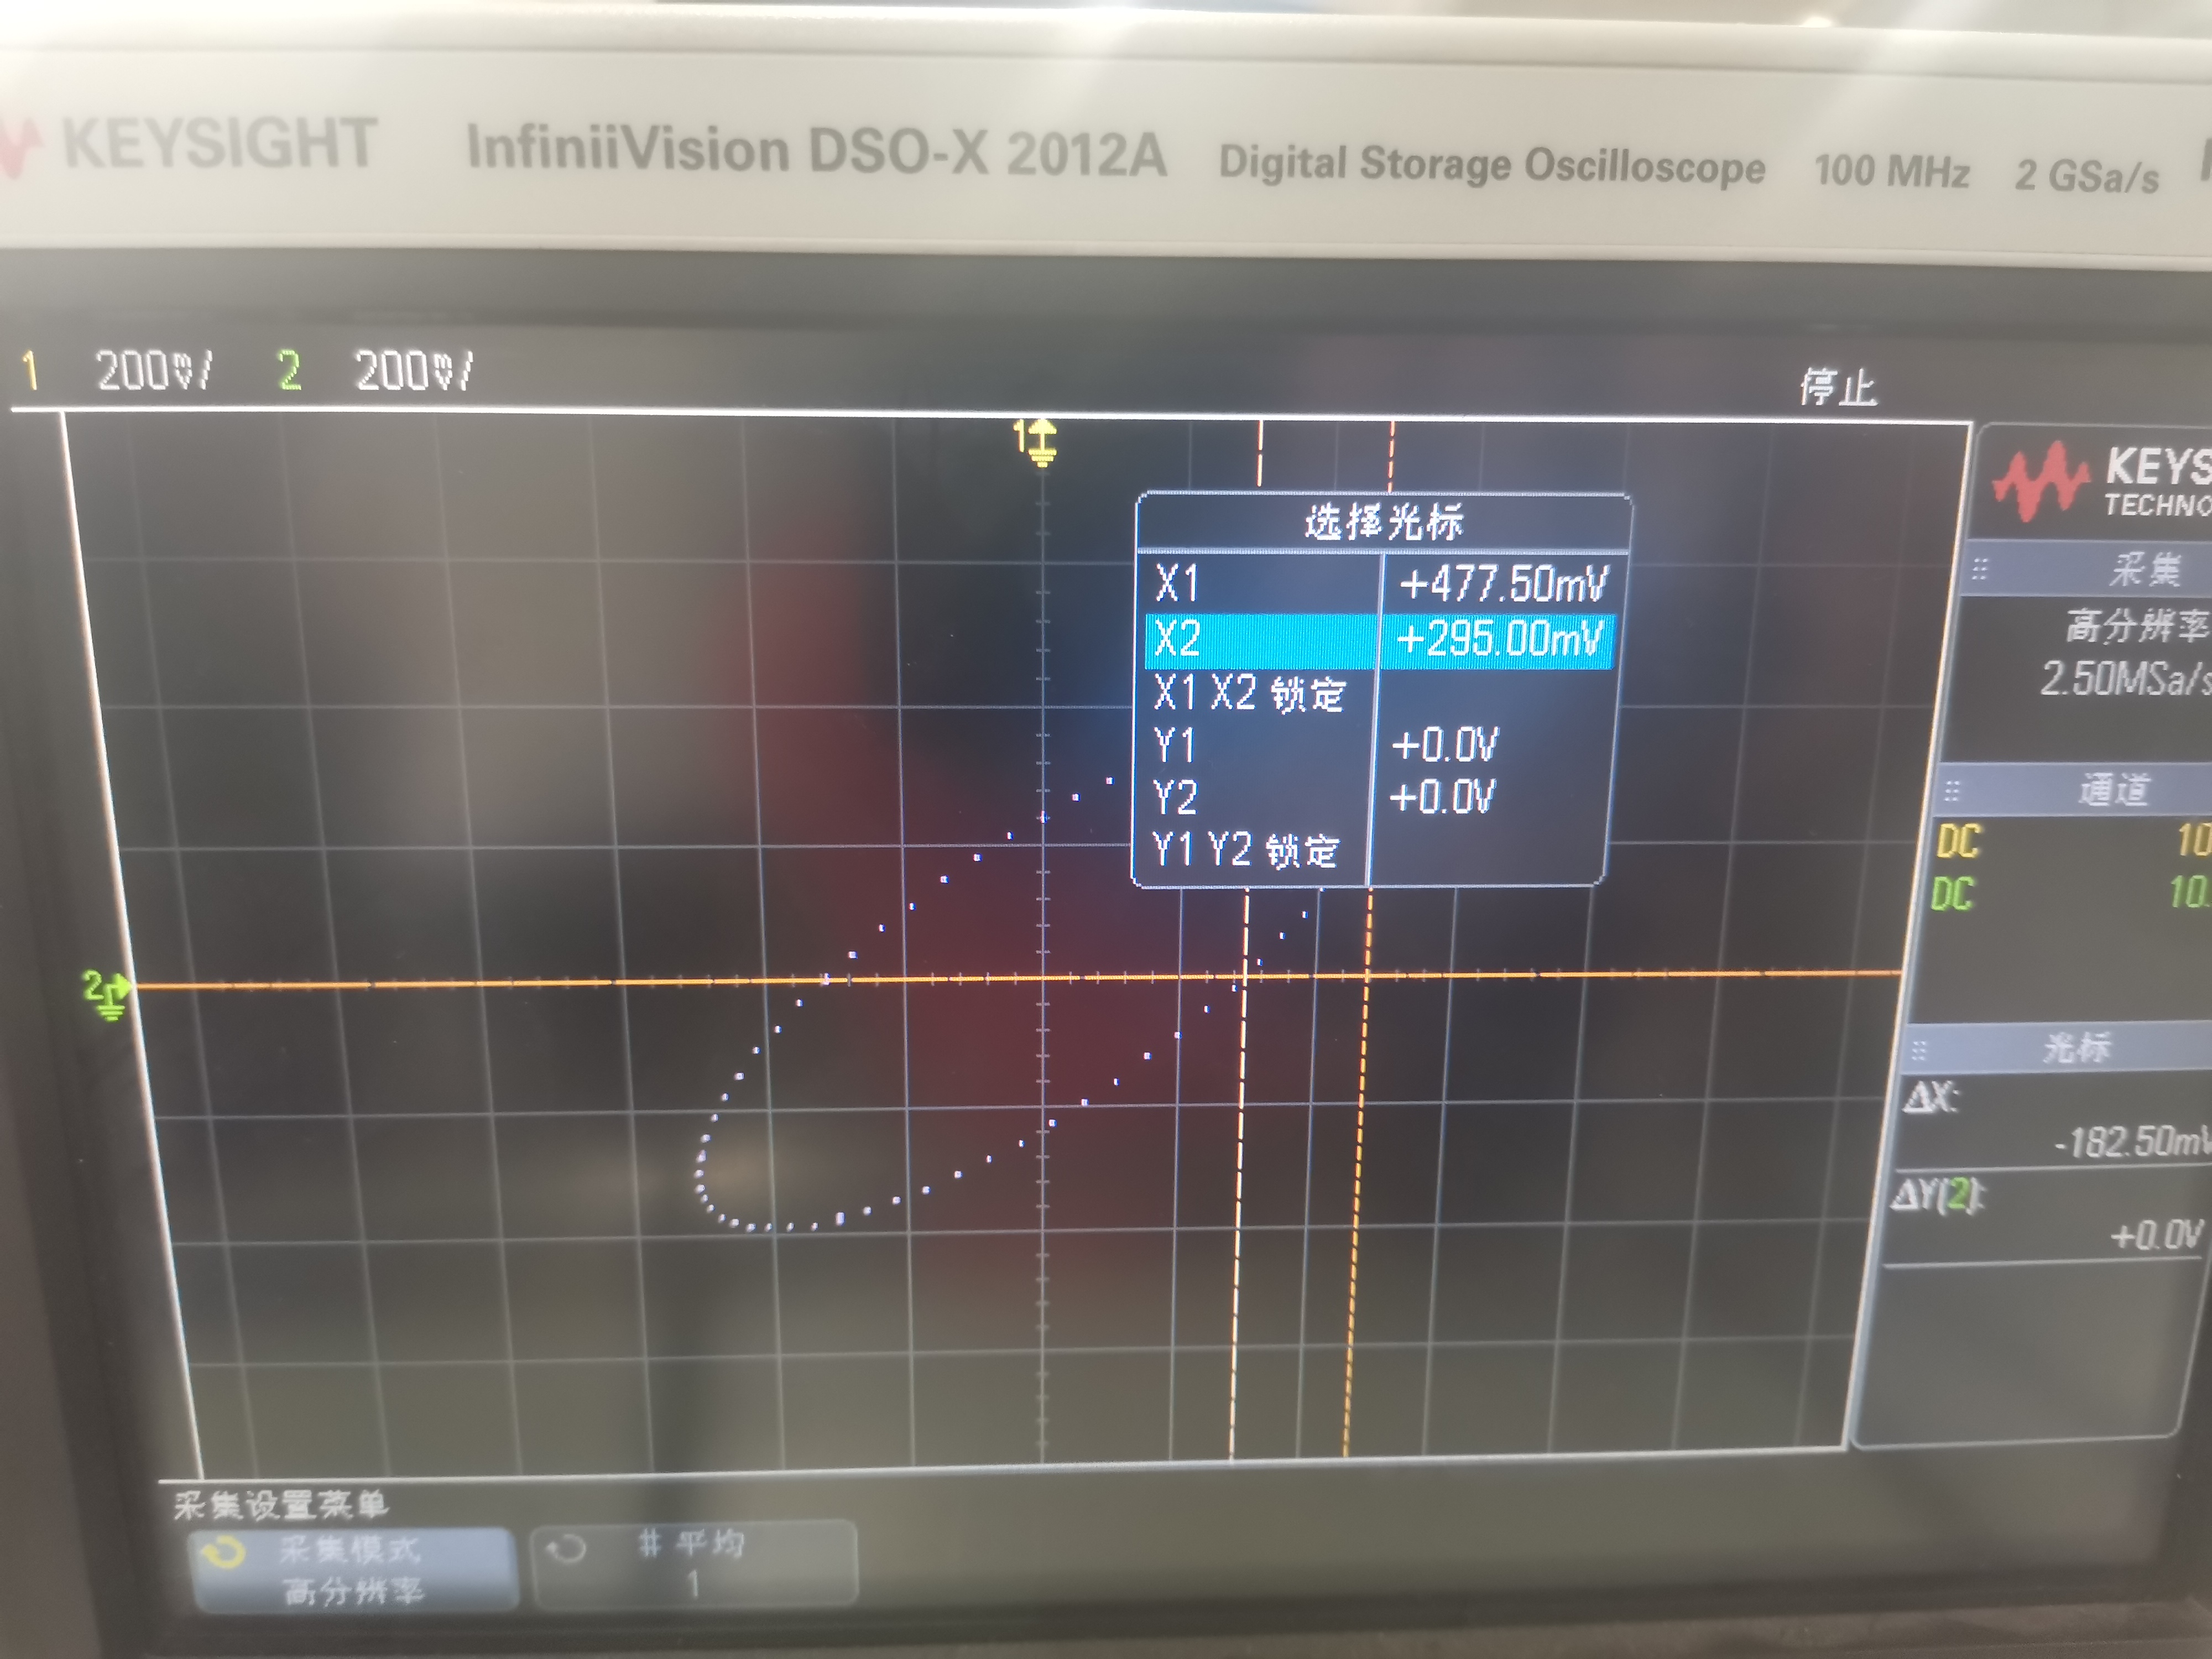 KEYSIGHT InfiniiVision DSO-X 2012A Digital Storage Oscilloscope 100 MHz 2 GSa/s
1 200mV/ 2 200mV/ 停止
1
KEYS
TECHNO
选择光标
X1 +477.50mV
X2 +295.00mV
X1 X2 锁定
Y1 +0.0V
Y2 +0.0V
Y1 Y2 锁定
采集
高分辨率
2.50MSa/s
通道
DC 10
DC 10.
2
光标
ΔX:
-182.50mV
ΔY(2):
+0.0V
采集设置菜单
采集模式
高分辨率
# 平均
1